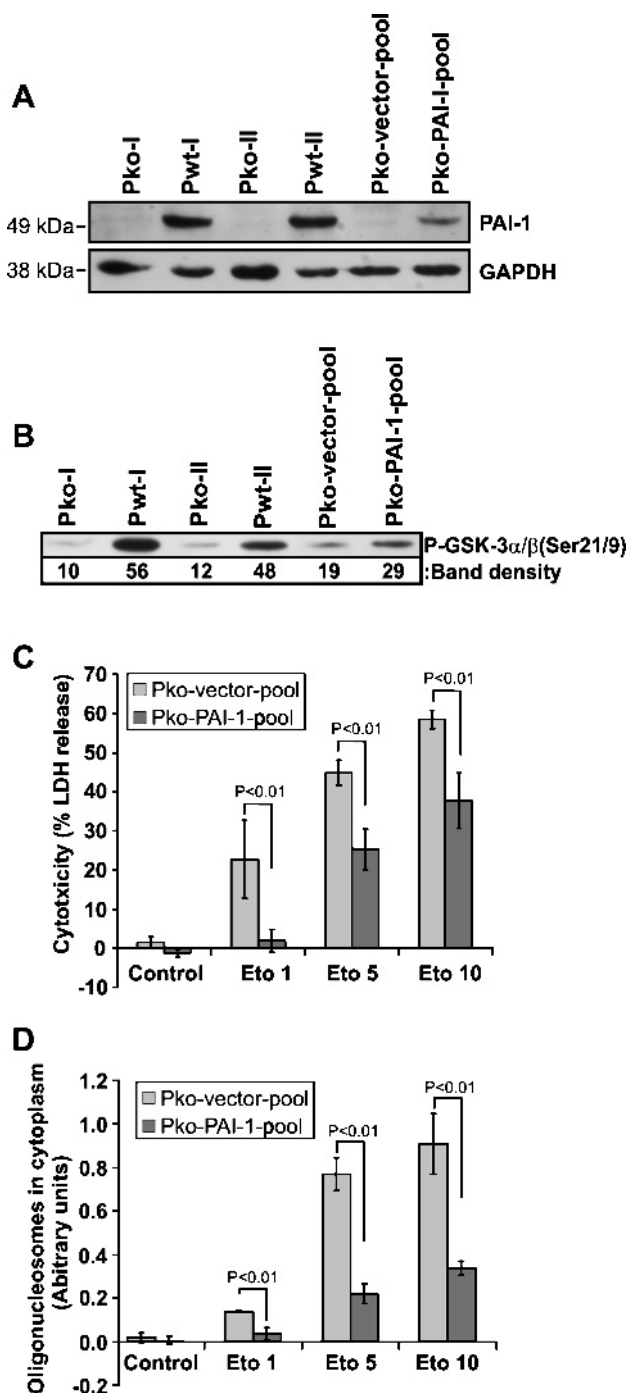 A
Pko-I
Pwt-I
Pko-II
Pwt-II
Pko-vector-pool
Pko-PAI-I-pool
49 kDa
PAI-1
38 kDa
GAPDH
B
Pko-I
Pwt-I
Pko-II
Pwt-II
Pko-vector-pool
Pko-PAI-1-pool
P-GSK-3α/β(Ser21/9)
10 56 12 48 19 29 :Band density
C
Cytotxicity (% LDH release)
70
60
50
40
30
20
10
0
-10
Pko-vector-pool
Pko-PAI-1-pool
P<0.01
P<0.01
P<0.01
Control Eto 1 Eto 5 Eto 10
D
Oligonucleosomes in cytoplasm
(Abitrary units)
1.2
1.0
0.8
0.6
0.4
0.2
0.0
-0.2
Pko-vector-pool
Pko-PAI-1-pool
P<0.01
P<0.01
P<0.01
Control Eto 1 Eto 5 Eto 10